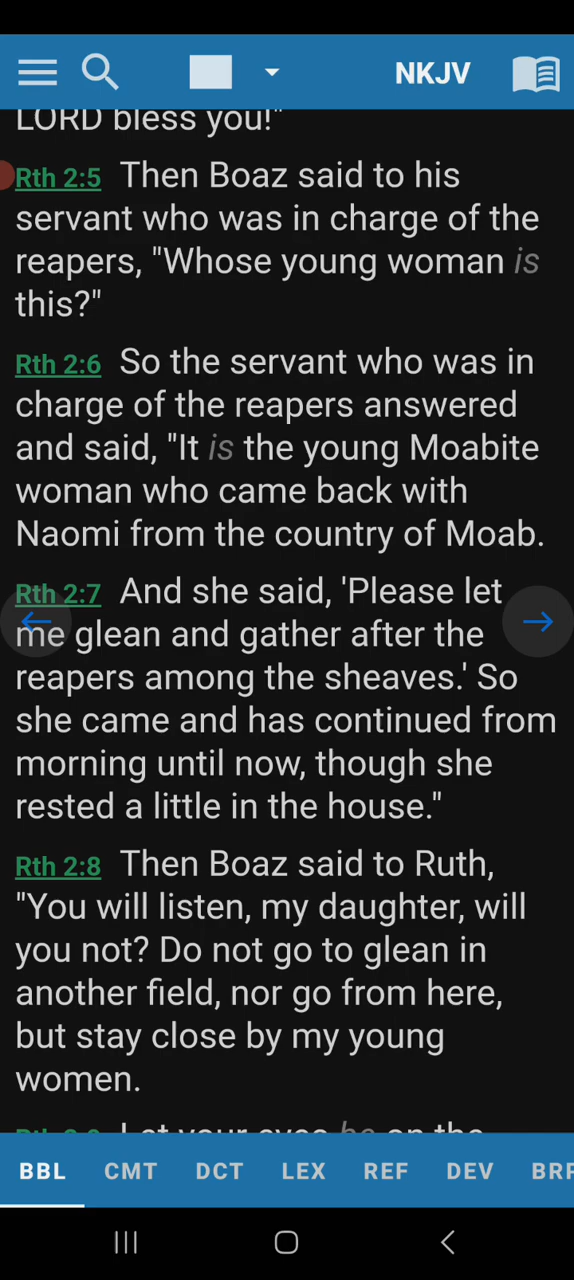 NKJV
LORD bless you!"
Rth 2:5 Then Boaz said to his
servant who was in charge of the
reapers, "Whose young woman is
this?"
Rth 2:6 So the servant who was in
charge of the reapers answered
and said, "It is the young Moabite
woman who came back with
Naomi from the country of Moab.
Rth 2:7 And she said, 'Please let
me glean and gather after the
reapers among the sheaves.' So
she came and has continued from
morning until now, though she
rested a little in the house."
Rth 2:8 Then Boaz said to Ruth,
"You will listen, my daughter, will
you not? Do not go to glean in
another field, nor go from here,
but stay close by my young
women.
Let your eyes be on the
BBL CMT DCT LEX REF DEV BRP